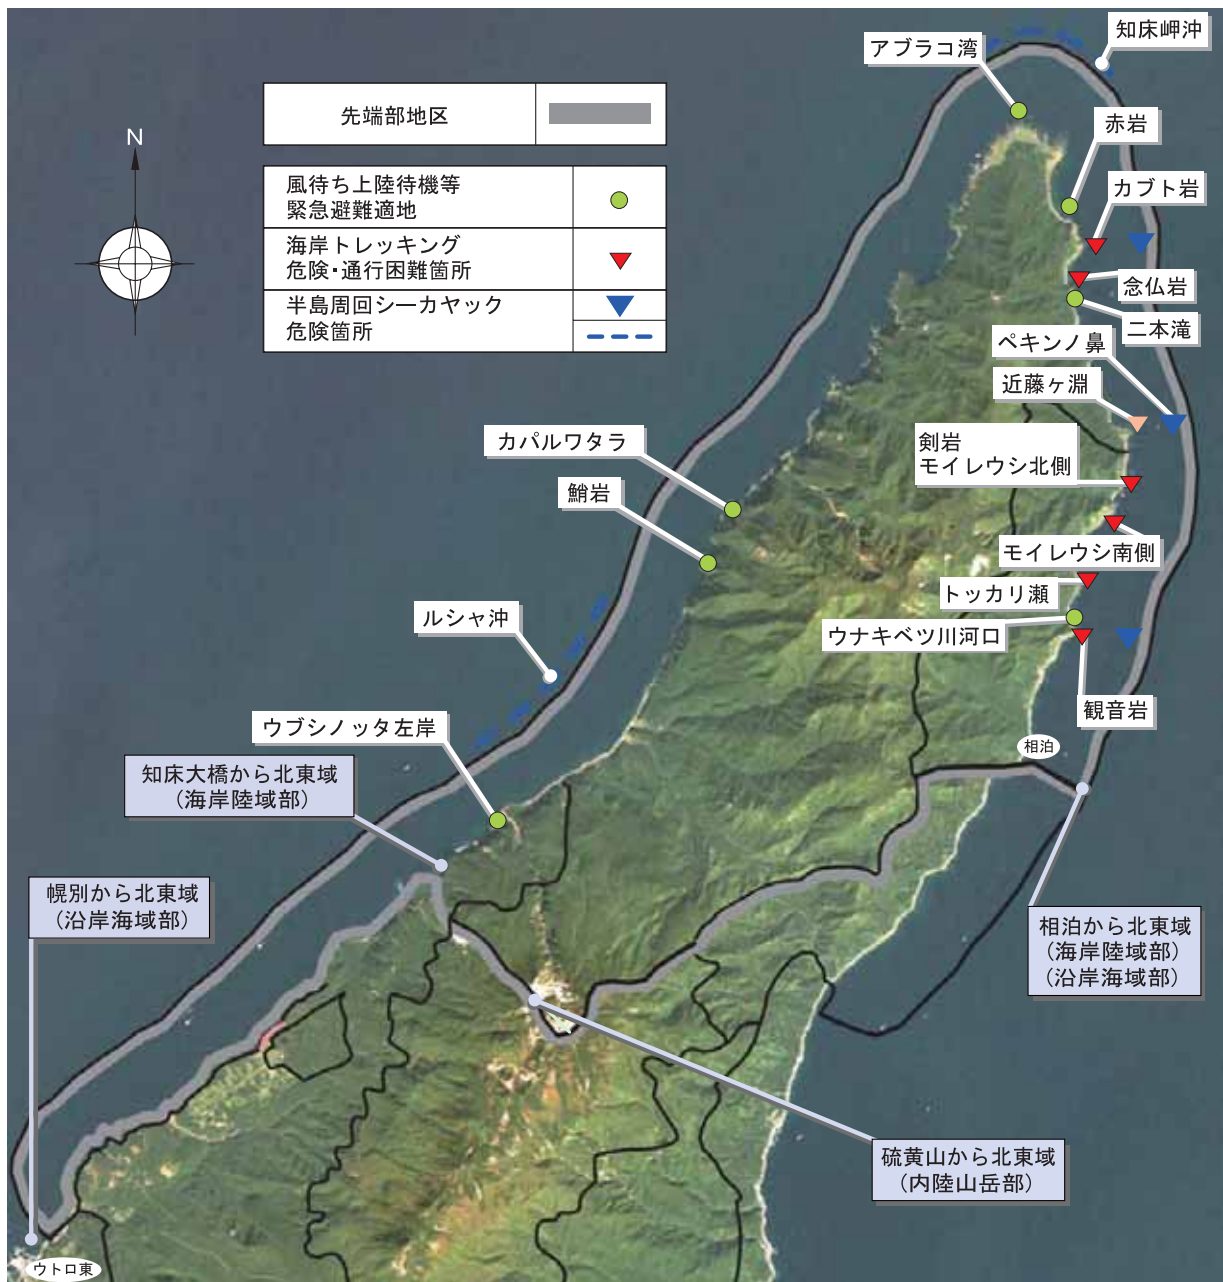 知床岬沖
アブラコ湾
先端部地区
赤岩
N
風待ち上陸待機等
緊急避難適地
カブト岩
海岸トレッキング
危険・通行困難箇所
念仏岩
半島周回シーカヤック
危険箇所
二本滝
ペキンノ鼻
近藤ヶ淵
カパルワタラ
剣岩
モイレウシ北側
鮹岩
モイレウシ南側
トッカリ瀬
ルシャ沖
ウナキベツ川河口
観音岩
ウブシノッタ左岸
相泊
知床大橋から北東域
（海岸陸域部）
幌別から北東域
（沿岸海域部）
相泊から北東域
（海岸陸域部）
（沿岸海域部）
硫黄山から北東域
（内陸山岳部）
ウトロ東